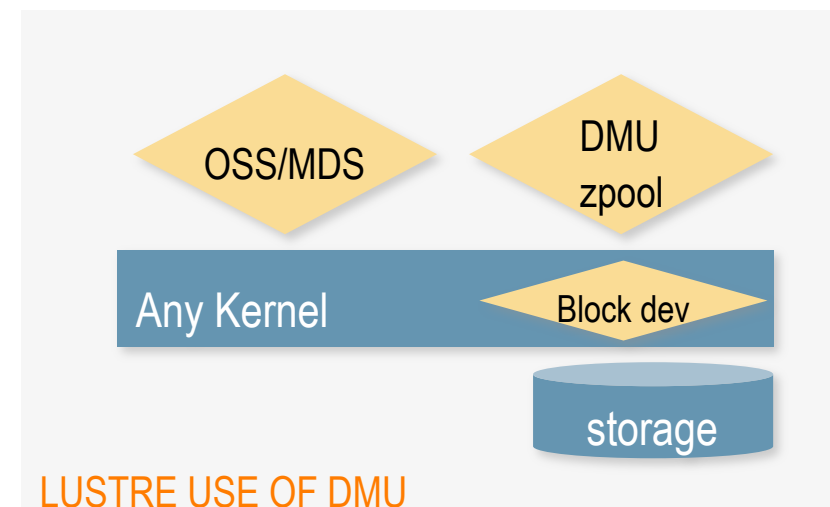 OSS/MDS
DMU
zpool
Any Kernel
Block dev
storage
LUSTRE USE OF DMU